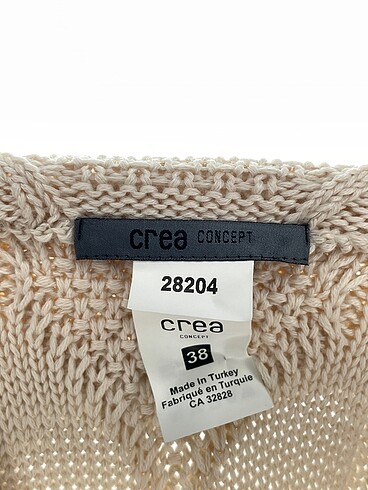 crea CONCEPT
28204
crea
CONCEPT
38
Made in Turkey
Fabriqué en Turquie
CA 32828